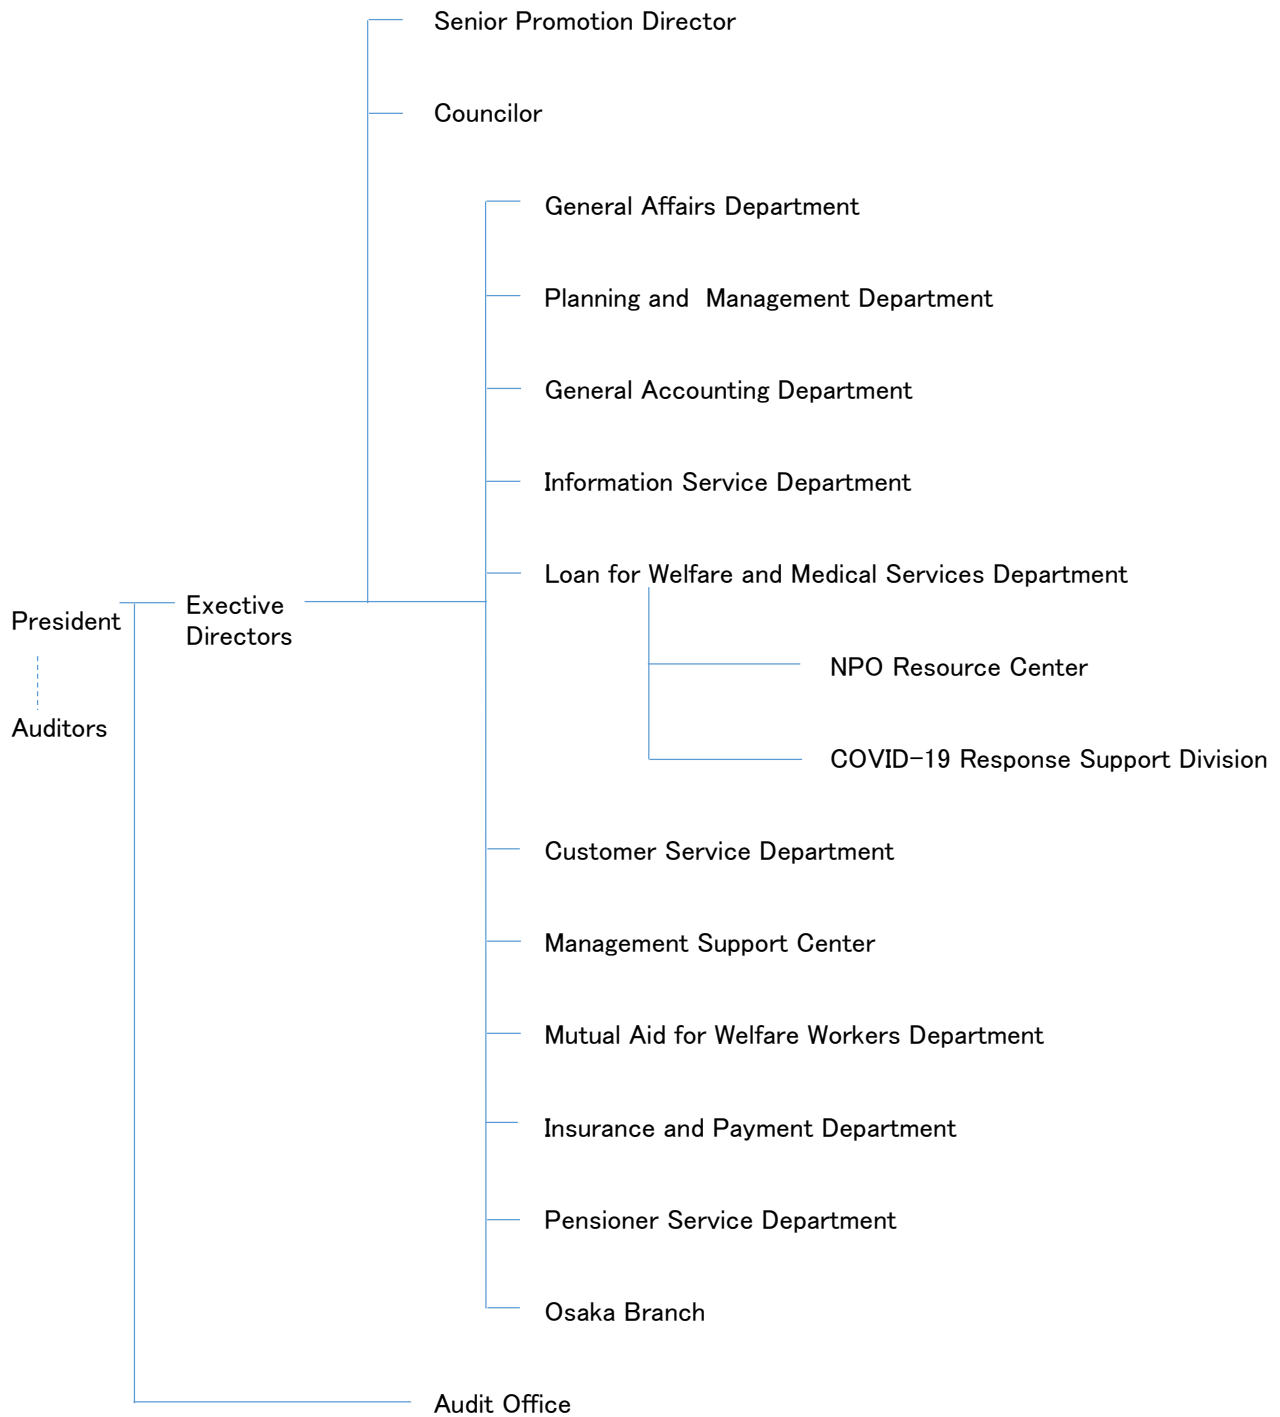 Senior Promotion Director
Councilor
General Affairs Department
Planning and  Management Department
General Accounting Department
Information Service Department
Loan for Welfare and Medical Services Department
President
Exective
Directors
NPO Resource Center
Auditors
COVID-19 Response Support Division
Customer Service Department
Management Support Center
Mutual Aid for Welfare Workers Department
Insurance and Payment Department
Pensioner Service Department
Osaka Branch
Audit Office